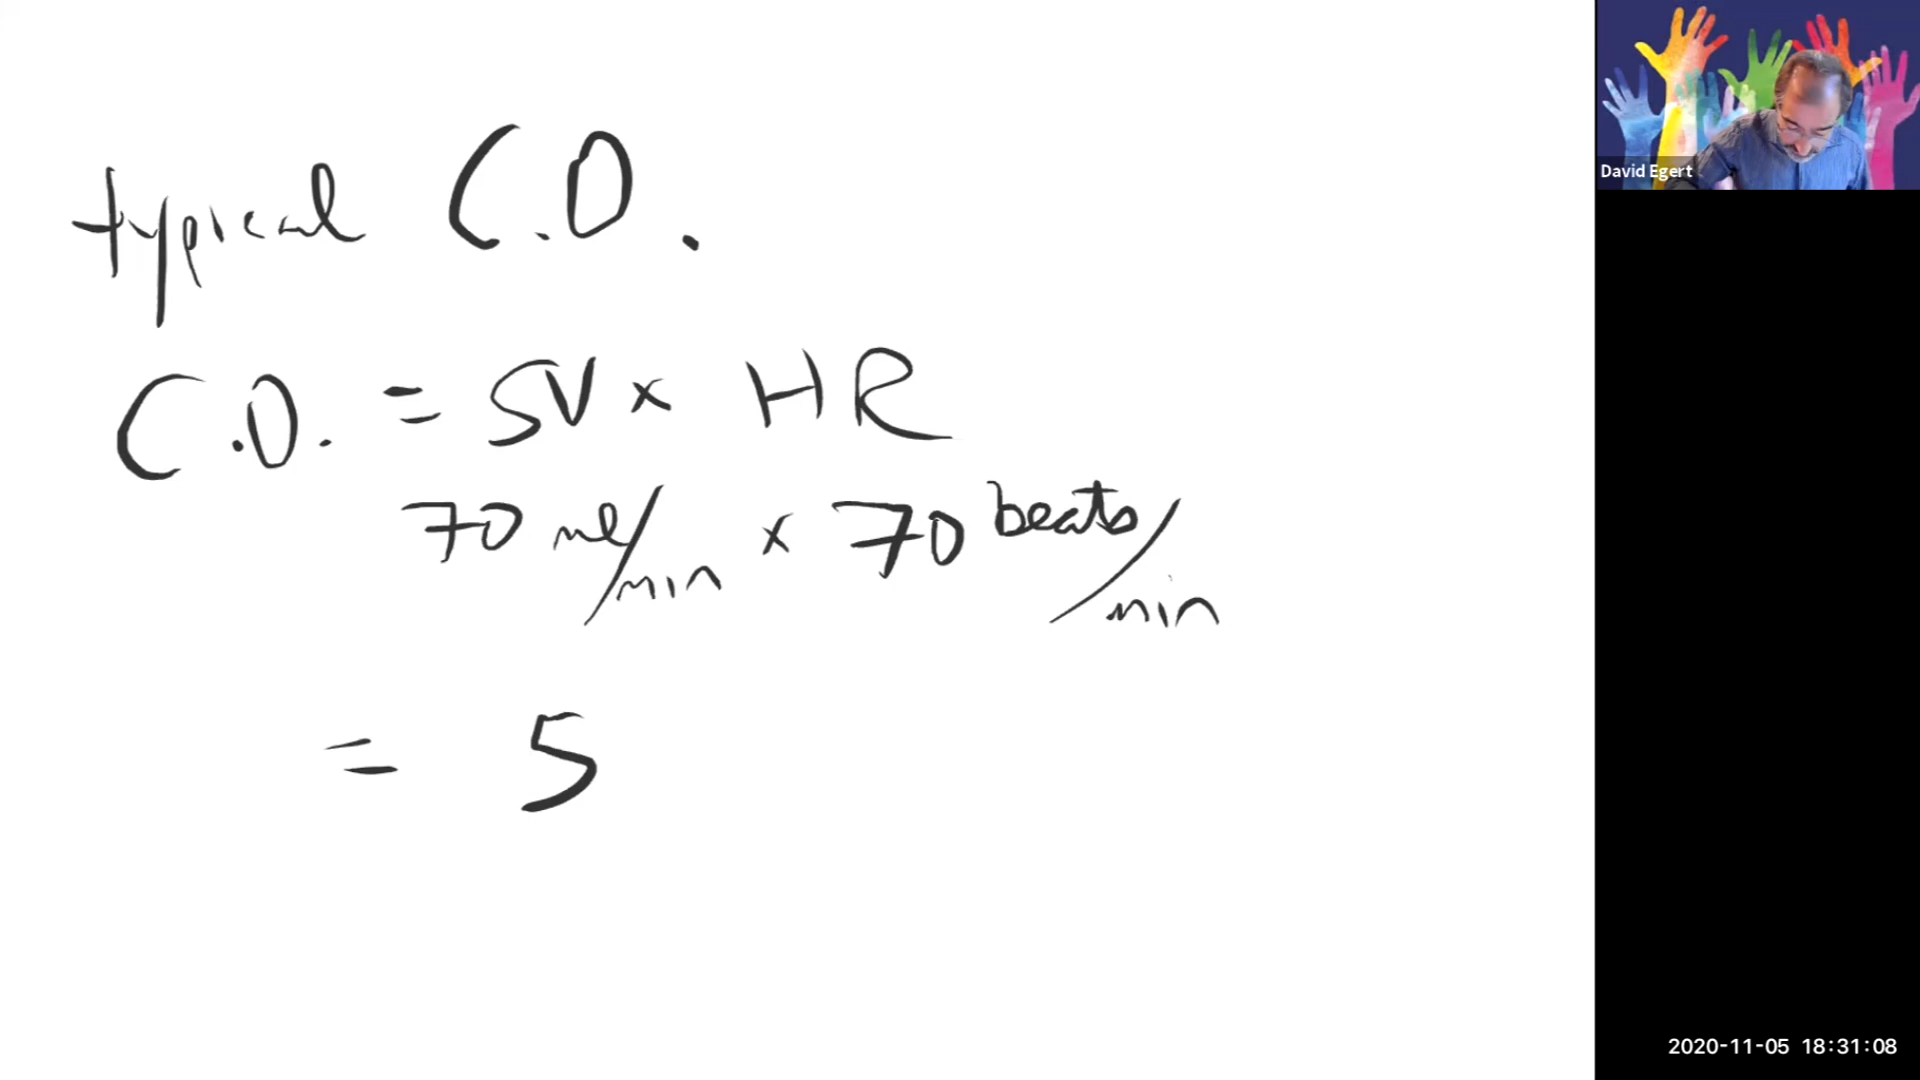 typical C.O.
C.O. = SV x HR
70 ml/min x 70 beats/min
= 5
David Egert
2020-11-05 18:31:08